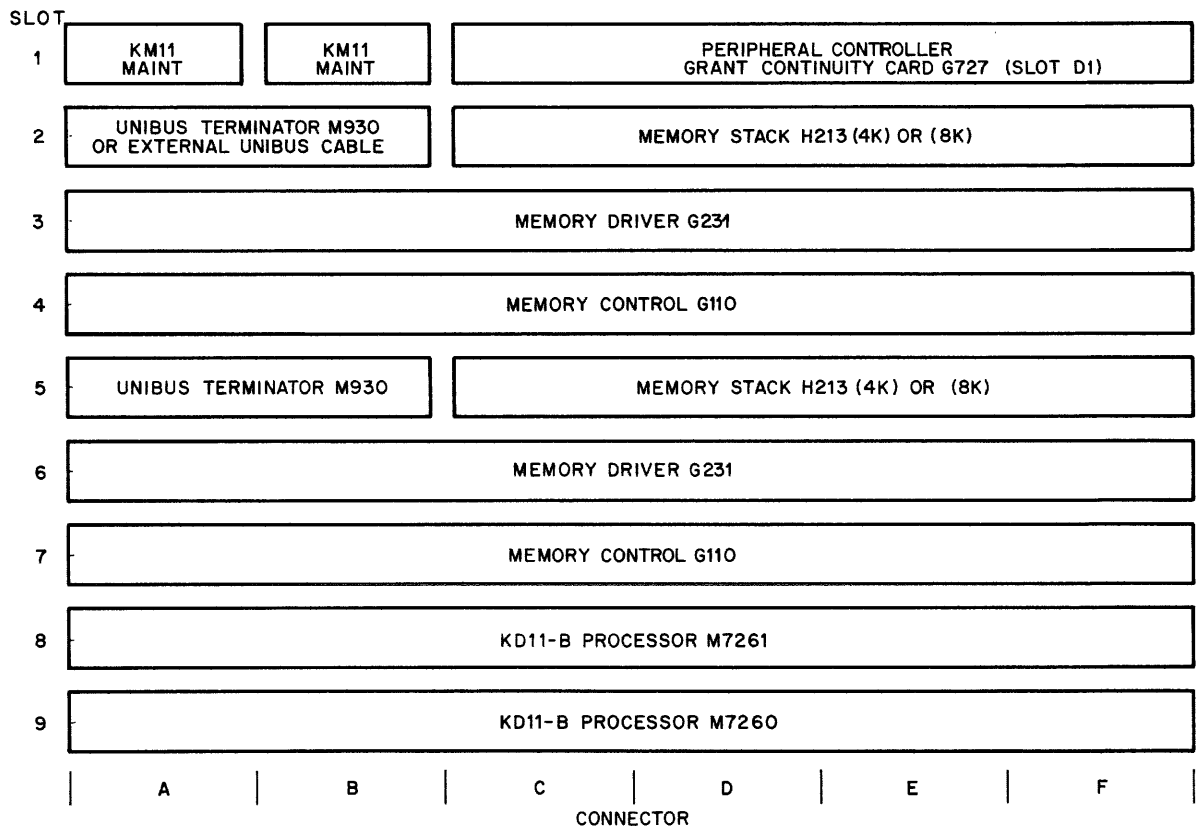 SLOT
1
KM11
MAINT
KM11
MAINT
PERIPHERAL CONTROLLER
GRANT CONTINUITY CARD G727 (SLOT D1)
2
UNIBUS TERMINATOR M930
OR EXTERNAL UNIBUS CABLE
MEMORY STACK H213 (4K) OR (8K)
3
MEMORY DRIVER G231
4
MEMORY CONTROL G110
5
UNIBUS TERMINATOR M930
MEMORY STACK H213 (4K) OR (8K)
6
MEMORY DRIVER G231
7
MEMORY CONTROL G110
8
KD11-B PROCESSOR M7261
9
KD11-B PROCESSOR M7260
A B C D E F
CONNECTOR